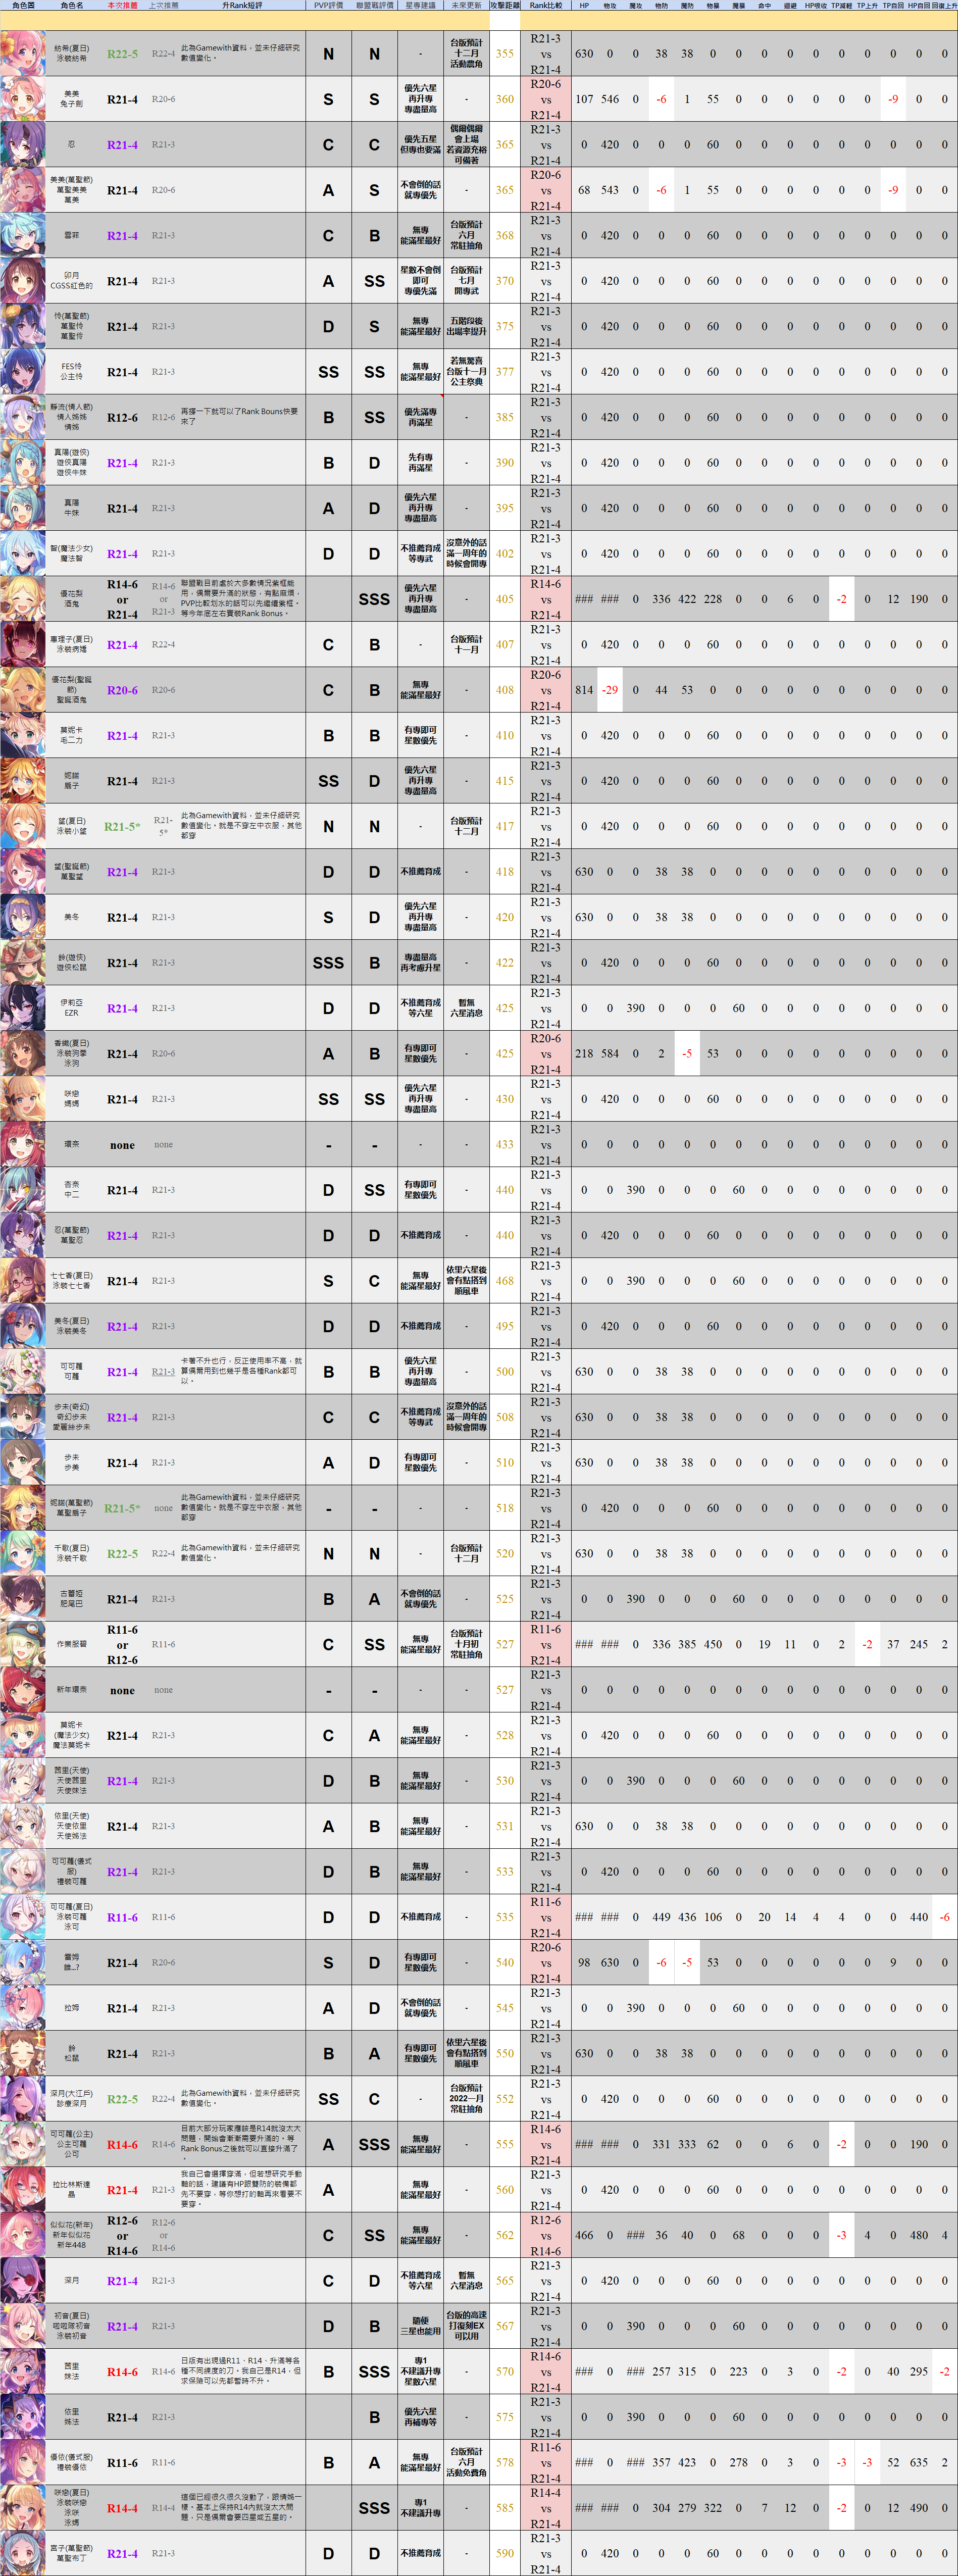 角色圖 角色名 本次推薦 上次推薦 升Rank短評 PVP評價 聯盟戰評價 星專建議 未來更新 攻擊距離 Rank比較 HP 物攻 魔攻 物防 魔防 物暴 魔暴 命中 迴避 HP吸收 TP減輕 TP上升 TP自回 HP自回 回復上升
紡希(夏日) 泳裝紡希 R22-5 R22-4 此為Gamewith資料，並未仔細研究數值變化。 N N - 台版預計十二月活動農角 355 R21-3 vs R21-4 630 0 0 38 38 0 0 0 0 0 0 0 0 0 0
美美 兔子劍 R21-4 R20-6 S S 優先六星再升專專盡量高 - 360 R20-6 vs R21-4 107 546 0 -6 1 55 0 0 0 0 0 0 -9 0 0
忍 R21-4 R21-3 C C 優先五星但專也要滿 偶爾偶爾會上場若資源充裕可備著 365 R21-3 vs R21-4 0 420 0 0 0 60 0 0 0 0 0 0 0 0 0
美美(萬聖節) 萬聖美美 萬美 R21-4 R20-6 A S 不會倒的話就專優先 - 365 R20-6 vs R21-4 68 543 0 -6 1 55 0 0 0 0 0 0 -9 0 0
雲菲 R21-4 R21-3 C B 無專能滿星最好 台版預計六月常駐抽角 368 R21-3 vs R21-4 0 420 0 0 0 60 0 0 0 0 0 0 0 0 0
卯月 CGSS紅色的 R21-4 R21-3 A SS 星數不會倒即可專優先滿 台版預計七月開專武 370 R21-3 vs R21-4 0 420 0 0 0 60 0 0 0 0 0 0 0 0 0
怜(萬聖節) 萬聖怜 萬聖怜 R21-4 R21-3 D S 無專能滿星最好 五階段後出場率提升 375 R21-3 vs R21-4 0 420 0 0 0 60 0 0 0 0 0 0 0 0 0
FES怜 公主怜 R21-4 R21-3 SS SS 無專能滿星最好 若無驚喜台版十一月公主祭典 377 R21-3 vs R21-4 0 420 0 0 0 60 0 0 0 0 0 0 0 0 0
靜流(情人節) 情人姊姊 情姊 R12-6 R12-6 再撐一下就可以了Rank Bouns快要來了 B SS 優先滿專再滿星 - 385 R21-3 vs R21-4 0 420 0 0 0 60 0 0 0 0 0 0 0 0 0
真陽(遊俠) 遊俠真陽 遊俠牛妹 R21-4 R21-3 B D 先有專再滿星 - 390 R21-3 vs R21-4 0 420 0 0 0 60 0 0 0 0 0 0 0 0 0
真陽 牛妹 R21-4 R21-3 A D 優先六星再升專專盡量高 - 395 R21-3 vs R21-4 0 420 0 0 0 60 0 0 0 0 0 0 0 0 0
智(魔法少女) 魔法智 R21-4 R21-3 D D 不推薦育成等專武 沒意外的話滿一周年的時候會開專 402 R21-3 vs R21-4 0 420 0 0 0 60 0 0 0 0 0 0 0 0 0
優花梨 酒鬼 R14-6 or R21-4 R14-6 or R21-3 聯盟戰目前處於大多數情況紫框能用，偶爾要升滿的狀態，有點麻煩，PVP比較划水的話可以先繼續紫框。等今年底左右實裝Rank Bonus。 SSS 優先六星再升專專盡量高 - 405 R14-6 vs R21-4 ### ### 0 336 422 228 0 0 6 0 -2 0 12 190 0 0
惠理子(夏日) 泳裝病嬌 R21-4 R22-4 C B - 台版預計十一月 407 R21-3 vs R21-4 0 420 0 0 0 60 0 0 0 0 0 0 0 0 0
優花梨(聖誕節) 聖誕酒鬼 R20-6 R20-6 C B 無專能滿星最好 - 408 R20-6 vs R21-4 814 -29 0 44 53 0 0 0 0 0 0 0 0 0 0
莫妮卡 毛二力 R21-4 R21-3 B B 有專即可星數優先 - 410 R21-3 vs R21-4 0 420 0 0 0 60 0 0 0 0 0 0 0 0 0
妮諾 扇子 R21-4 R21-3 SS D 優先六星再升專專盡量高 - 415 R21-3 vs R21-4 0 420 0 0 0 60 0 0 0 0 0 0 0 0 0
望(夏日) 泳裝小望 R21-5* R21-5* 此為Gamewith資料，並未仔細研究數值變化。就是不穿左中衣服，其他都穿 N N - 台版預計十二月 417 R21-3 vs R21-4 0 420 0 0 0 60 0 0 0 0 0 0 0 0 0
望(聖誕節) 萬聖望 R21-4 R21-3 D D 不推薦育成 - 418 R21-3 vs R21-4 630 0 0 38 38 0 0 0 0 0 0 0 0 0 0
美冬 R21-4 R21-3 S D 優先六星再升專專盡量高 - 420 R21-3 vs R21-4 630 0 0 38 38 0 0 0 0 0 0 0 0 0 0
鈴(遊俠) 遊俠松鼠 R21-4 R21-3 SSS B 專盡量高再考慮升星 - 422 R21-3 vs R21-4 0 420 0 0 0 60 0 0 0 0 0 0 0 0 0
伊莉亞 EZR R21-4 R21-3 D D 不推薦育成等六星 暫無六星消息 425 R21-3 vs R21-4 0 0 390 0 0 0 60 0 0 0 0 0 0 0 0
香織(夏日) 泳裝狗拳 泳狗 R21-4 R20-6 A B 有專即可星數優先 - 425 R20-6 vs R21-4 218 584 0 2 -5 53 0 0 0 0 0 0 0 0 0
咲戀 媽媽 R21-4 R21-3 SS SS 優先六星再升專專盡量高 - 430 R21-3 vs R21-4 0 420 0 0 0 60 0 0 0 0 0 0 0 0 0
環奈 none none - - - - 433 R21-3 vs R21-4 0 0 0 0 0 0 0 0 0 0 0 0 0 0 0
杏奈 中二 R21-4 R21-3 D SS 有專即可星數優先 - 440 R21-3 vs R21-4 0 0 390 0 0 0 60 0 0 0 0 0 0 0 0
忍(萬聖節) 萬聖忍 R21-4 R21-3 D D 不推薦育成 - 440 R21-3 vs R21-4 0 420 0 0 0 60 0 0 0 0 0 0 0 0 0
七七香(夏日) 泳裝七七香 R21-4 R21-3 S C 無專能滿星最好 依里六星後會有點搭到順風車 468 R21-3 vs R21-4 0 0 390 0 0 0 60 0 0 0 0 0 0 0 0
美冬(夏日) 泳裝美冬 R21-4 R21-3 D D 不推薦育成 - 495 R21-3 vs R21-4 0 420 0 0 0 60 0 0 0 0 0 0 0 0 0
可可蘿 可蘿 R21-4 R21-3 卡著不升也行，反正使用率不高，就算偶爾用到也幾乎是各種Rank都可以。 B B 優先六星再升專專盡量高 - 500 R21-3 vs R21-4 630 0 0 38 38 0 0 0 0 0 0 0 0 0 0
步未(奇幻) 奇幻步未 愛麗絲步未 R21-4 R21-3 C C 不推薦育成等專武 沒意外的話滿一周年的時候會開專 508 R21-3 vs R21-4 630 0 0 38 38 0 0 0 0 0 0 0 0 0 0
步未 步美 R21-4 R21-3 A D 有專即可星數優先 - 510 R21-3 vs R21-4 630 0 0 38 38 0 0 0 0 0 0 0 0 0 0
妮諾(萬聖節) 萬聖扇子 R21-5* none 此為Gamewith資料，並未仔細研究數值變化。就是不穿左中衣服，其他都穿 - - - 518 R21-3 vs R21-4 0 420 0 0 0 60 0 0 0 0 0 0 0 0 0
千歌(夏日) 泳裝千歌 R22-5 R22-4 此為Gamewith資料，並未仔細研究數值變化。 N N - 台版預計十二月 520 R21-3 vs R21-4 630 0 0 38 38 0 0 0 0 0 0 0 0 0 0
古蕾婭 肥尾巴 R21-4 R21-3 B A 不會倒的話就專優先 - 525 R21-3 vs R21-4 0 0 390 0 0 0 60 0 0 0 0 0 0 0 0
作業服碧 R11-6 or R12-6 R11-6 C SS 無專能滿星最好 台版預計十月初常駐抽角 527 R11-6 vs R21-4 ### ### 0 336 385 450 0 19 11 0 2 -2 37 245 2
新年環奈 none none - - - - 527 R21-3 vs R21-4 0 0 0 0 0 0 0 0 0 0 0 0 0 0 0
莫妮卡(魔法少女) 魔法莫妮卡 R21-4 R21-3 C A 無專能滿星最好 - 528 R21-3 vs R21-4 0 420 0 0 0 60 0 0 0 0 0 0 0 0 0
茜里(天使) 天使茜里 天使妹法 R21-4 R21-3 D B 無專能滿星最好 - 530 R21-3 vs R21-4 0 0 390 0 0 0 60 0 0 0 0 0 0 0 0
依里(天使) 天使依里 天使姊法 R21-4 R21-3 A B 無專能滿星最好 - 531 R21-3 vs R21-4 630 0 0 38 38 0 0 0 0 0 0 0 0 0 0
可可蘿(儀式服) 禮裝可蘿 R21-4 R21-3 D B 無專能滿星最好 - 533 R21-3 vs R21-4 0 420 0 0 0 60 0 0 0 0 0 0 0 0 0
可可蘿(夏日) 泳裝可蘿 泳可 R11-6 R11-6 D D 不推薦育成 - 535 R11-6 vs R21-4 ### ### 0 449 436 106 0 20 14 4 4 0 0 440 -6
雷姆 誰...? R21-4 R20-6 S D 有專即可星數優先 - 540 R20-6 vs R21-4 98 630 0 -6 -5 53 0 0 0 0 0 0 9 0 0
拉姆 R21-4 R21-3 A D 不會倒的話就專優先 - 545 R21-3 vs R21-4 0 0 390 0 0 0 60 0 0 0 0 0 0 0 0
鈴 松鼠 R21-4 R21-3 B A 有專即可星數優先 依里六星後會有點搭到順風車 550 R21-3 vs R21-4 630 0 0 38 38 0 0 0 0 0 0 0 0 0 0
深月(大江戶) 診療深月 R22-5 R22-4 此為Gamewith資料，並未仔細研究數值變化。 SS C - 台版預計2022一月常駐抽角 552 R21-3 vs R21-4 0 420 0 0 0 60 0 0 0 0 0 0 0 0 0
可可蘿(公主) 公主可蘿 公可 R14-6 R14-6 目前大部分玩家應該是R14就沒太大問題，開始會漸漸需要升滿的。等Rank Bonus之後就可以直接升滿了。 A SSS 無專能滿星最好 - 555 R14-6 vs R21-4 ### ### 0 331 333 62 0 0 6 0 -2 0 0 190 0
拉比林斯達 晶 R21-4 R21-3 我自己會選擇穿滿，但若想研究手動軸的話，建議有HP跟雙防的裝備都先不要穿，等你想打的軸再來看要不要穿。 A 無專能滿星最好 - 560 R21-3 vs R21-4 0 420 0 0 0 60 0 0 0 0 0 0 0 0 0
似似花(新年) 新年似似花 新年448 R12-6 or R14-6 R12-6 or R14-6 C SS 無專能滿星最好 - 562 R12-6 vs R14-6 466 0 ### 36 40 0 68 0 0 0 -3 4 0 480 4
深月 R21-4 R21-3 C D 不推薦育成等六星 暫無六星消息 565 R21-3 vs R21-4 0 420 0 0 0 60 0 0 0 0 0 0 0 0 0
初音(夏日) 啦啦隊初音 泳裝初音 R21-4 R21-3 D B 隨便三星也能用 台版的高速打復刻EX可以用 567 R21-3 vs R21-4 0 0 390 0 0 0 60 0 0 0 0 0 0 0 0
茜里 妹法 R14-6 R14-6 日版有出現過R11、R14、升滿等各種不同練度的刀。我自己是R14，但求保險可以先都暫時不升。 B SSS 專1不建議升專星數六星 - 570 R14-6 vs R21-4 ### 0 ### 257 315 0 223 0 3 0 -2 0 40 295 -2
依里 姊法 R21-4 R21-3 B 優先六星再補專等 - 575 R21-3 vs R21-4 0 0 390 0 0 0 60 0 0 0 0 0 0 0 0
優依(儀式服) 禮裝優依 R11-6 R11-6 B A 無專能滿星最好 台版預計六月活動免費角 578 R11-6 vs R21-4 ### 0 ### 357 423 0 278 0 3 0 -3 -3 52 635 2
咲戀(夏日) 泳裝咲戀 泳咲 泳媽 R14-4 R14-4 這個已經很久很久沒動了，跟情姊一樣。基本上保持R14內就沒太大問題，只是偶爾會要四星或五星的。 SSS 專1不建議升專 - 585 R14-4 vs R21-4 ### ### 0 304 279 322 0 7 12 0 -2 0 12 490 0
宮子(萬聖節) 萬聖布丁 R21-4 R21-3 D D 不推薦育成 - 590 R21-3 vs R21-4 0 420 0 0 0 60 0 0 0 0 0 0 0 0 0